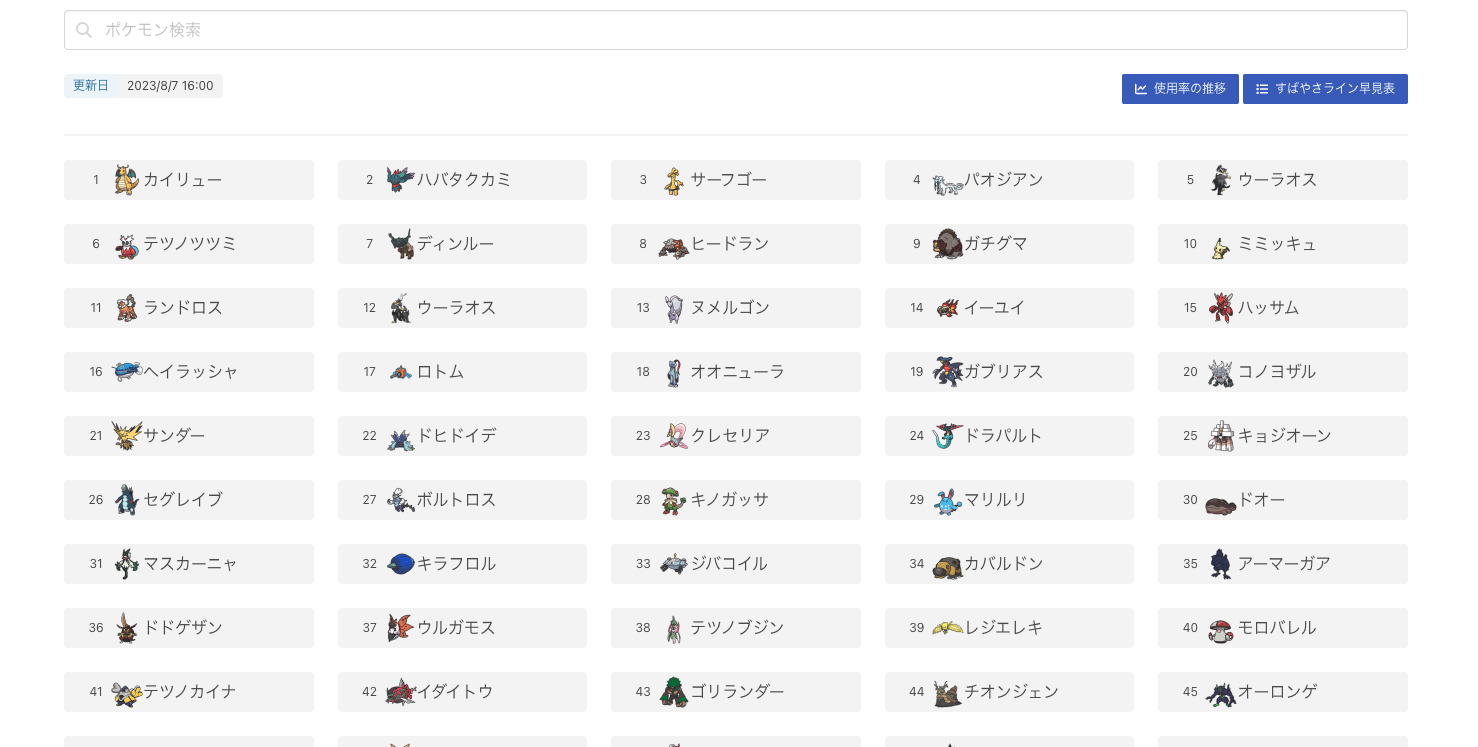 ポケモン検索
更新日 2023/8/7 16:00
使用率の推移 すばやさライン早見表
1 カイリュー 2 ハバタクカミ 3 サーフゴー 4 パオジアン 5 ウーラオス
6 テツノツツミ 7 ディンルー 8 ヒードラン 9 ガチグマ 10 ミミッキュ
11 ランドロス 12 ウーラオス 13 ヌメルゴン 14 イーユイ 15 ハッサム
16 ヘイラッシャ 17 ロトム 18 オオニューラ 19 ガブリアス 20 コノヨザル
21 サンダー 22 ドヒドイデ 23 クレセリア 24 ドラパルト 25 キョジオーン
26 セグレイブ 27 ボルトロス 28 キノガッサ 29 マリルリ 30 ドオー
31 マスカーニャ 32 キラフロル 33 ジバコイル 34 カバルドン 35 アーマーガア
36 ドドゲザン 37 ウルガモス 38 テツノブジン 39 レジエレキ 40 モロバレル
41 テツノカイナ 42 イダイトウ 43 ゴリランダー 44 チオンジェン 45 オーロンゲ